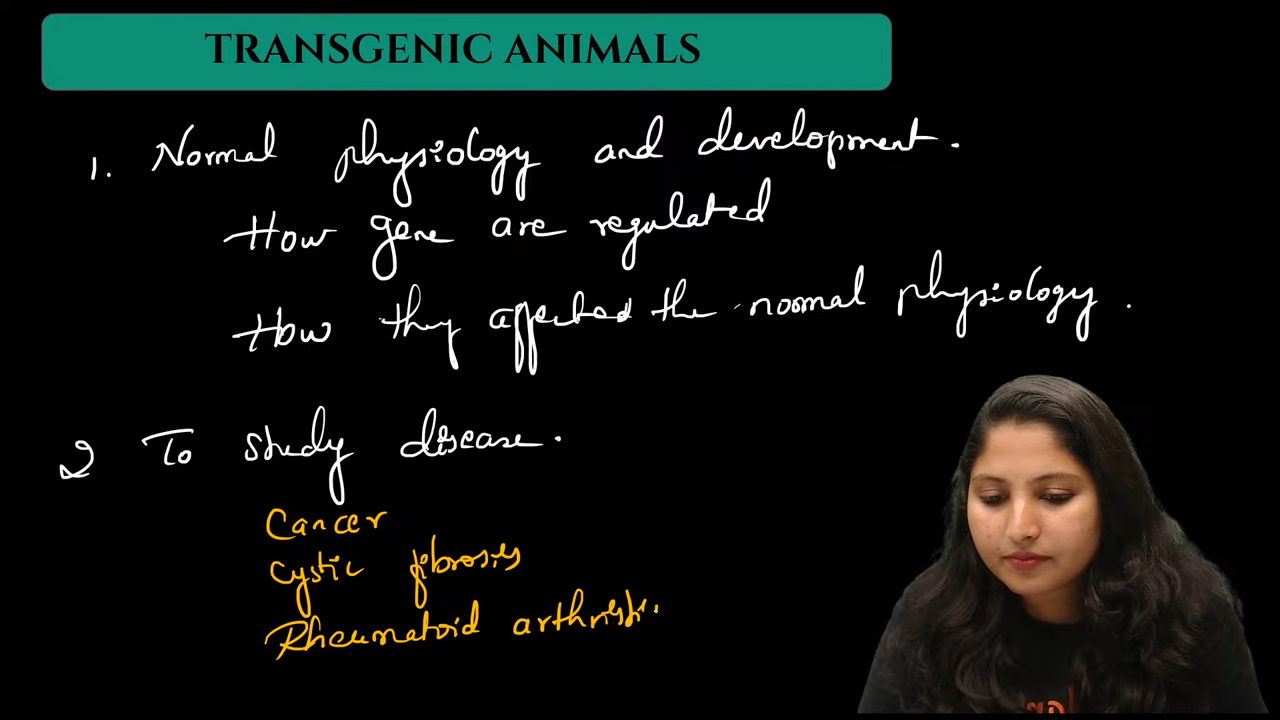 TRANSGENIC ANIMALS
1. Normal physiology and development.
How gene are regulated
How they affected the normal physiology.
2 To study disease.
Cancer
Cystic fibrosis
Rheumatoid